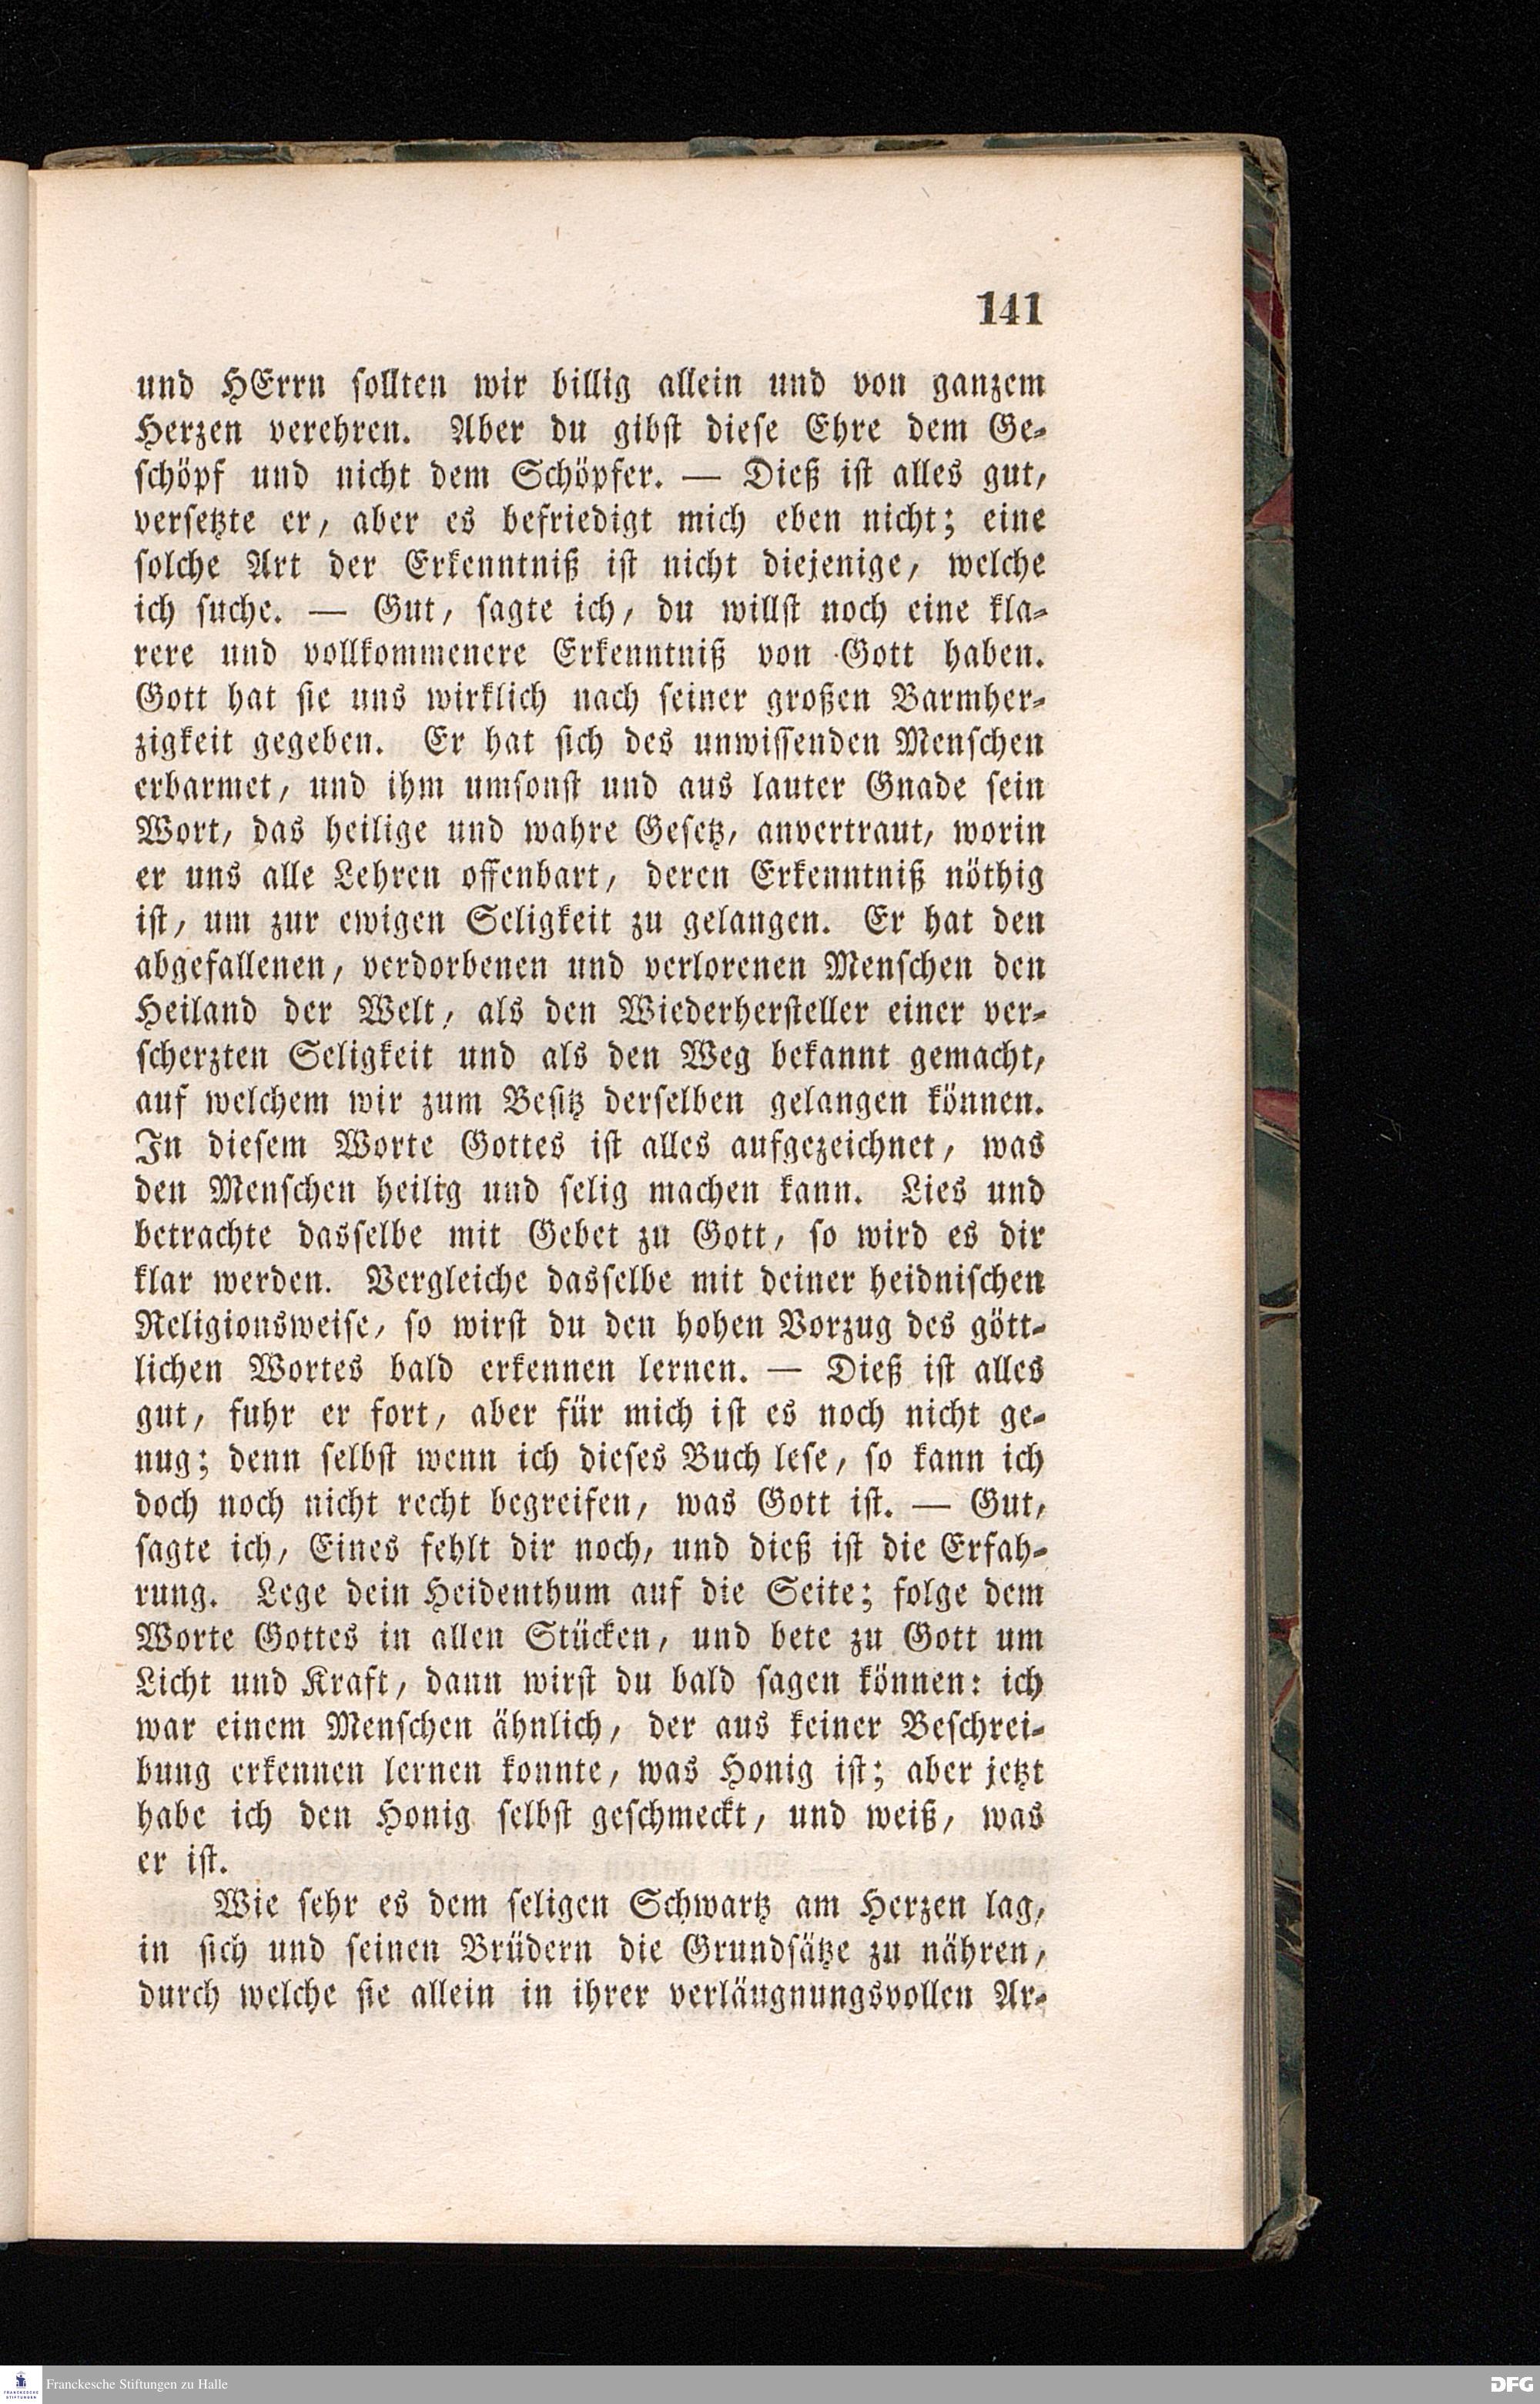 141
und HErrn sollten wir billig allein und von ganzem
Herzen verehren. Aber du gibst diese Ehre dem Ge-
schöpf und nicht dem Schöpfer. — Dieß ist alles gut,
versetzte er, aber es befriedigt mich eben nicht; eine
solche Art der Erkenntniß ist nicht diejenige, welche
ich suche. — Gut, sagte ich, du willst noch eine kla-
rere und vollkommenere Erkenntniß von Gott haben.
Gott hat sie uns wirklich nach seiner großen Barmher-
zigkeit gegeben. Er hat sich des unwissenden Menschen
erbarmet, und ihm umsonst und aus lauter Gnade sein
Wort, das heilige und wahre Gesetz, anvertraut, worin
er uns alle Lehren offenbart, deren Erkenntniß nöthig
ist, um zur ewigen Seligkeit zu gelangen. Er hat den
abgefallenen, verdorbenen und verlorenen Menschen den
Heiland der Welt, als den Wiederhersteller einer ver-
scherzten Seligkeit und als den Weg bekannt gemacht,
auf welchem wir zum Besitz derselben gelangen können.
In diesem Worte Gottes ist alles aufgezeichnet, was
den Menschen heilig und selig machen kann. Lies und
betrachte dasselbe mit Gebet zu Gott, so wird es dir
klar werden. Vergleiche dasselbe mit deiner heidnischen
Religionsweise, so wirst du den hohen Vorzug des gött-
lichen Wortes bald erkennen lernen. — Dieß ist alles
gut, fuhr er fort, aber für mich ist es noch nicht ge-
nug; denn selbst wenn ich dieses Buch lese, so kann ich
doch noch nicht recht begreifen, was Gott ist. — Gut,
sagte ich, Eines fehlt dir noch, und dieß ist die Erfah-
rung. Lege dein Heidenthum auf die Seite; folge dem
Worte Gottes in allen Stücken, und bete zu Gott um
Licht und Kraft, dann wirst du bald sagen können: ich
war einem Menschen ähnlich, der aus keiner Beschrei-
bung erkennen lernen konnte, was Honig ist; aber jetzt
habe ich den Honig selbst geschmeckt, und weiß, was
er ist.
Wie sehr es dem seligen Schwartz am Herzen lag,
in sich und seinen Brüdern die Grundsätze zu nähren,
durch welche sie allein in ihrer verläugnungsvollen Ar-
FRANCKESCHE
STIFTUNGEN
Franckesche Stiftungen zu Halle
DFG